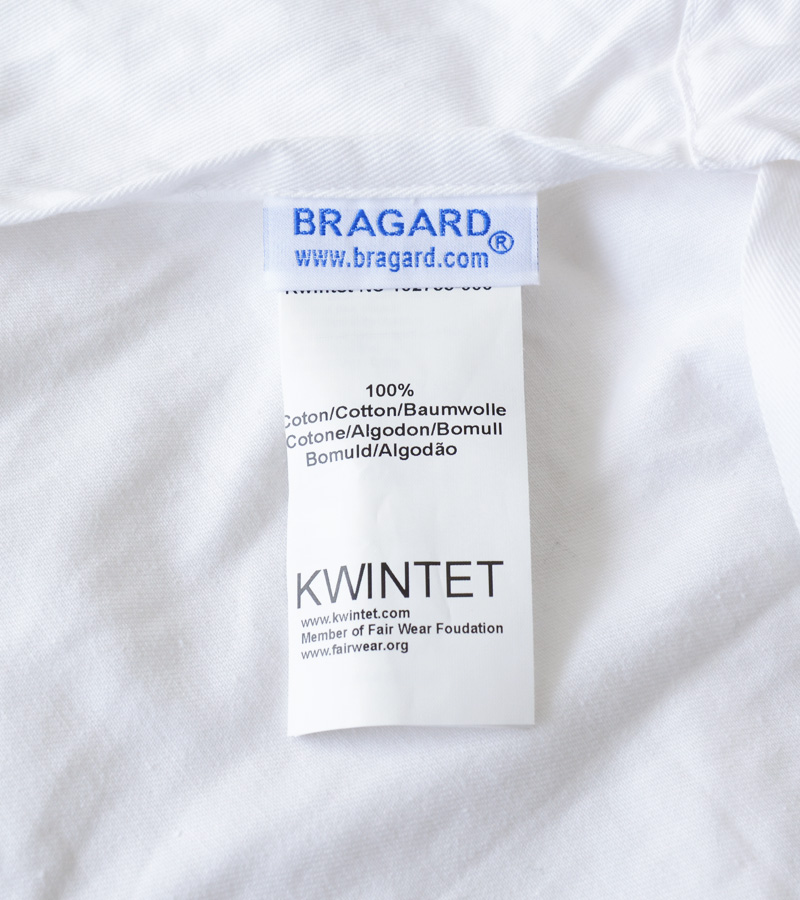 BRAGARD®
www.bragard.com
100%
Coton/Cotton/Baumwolle
Cotone/Algodon/Bomull
Bomuld/Algodão
KWINTET
www.kwintet.com
Member of Fair Wear Foudation
www.fairwear.org